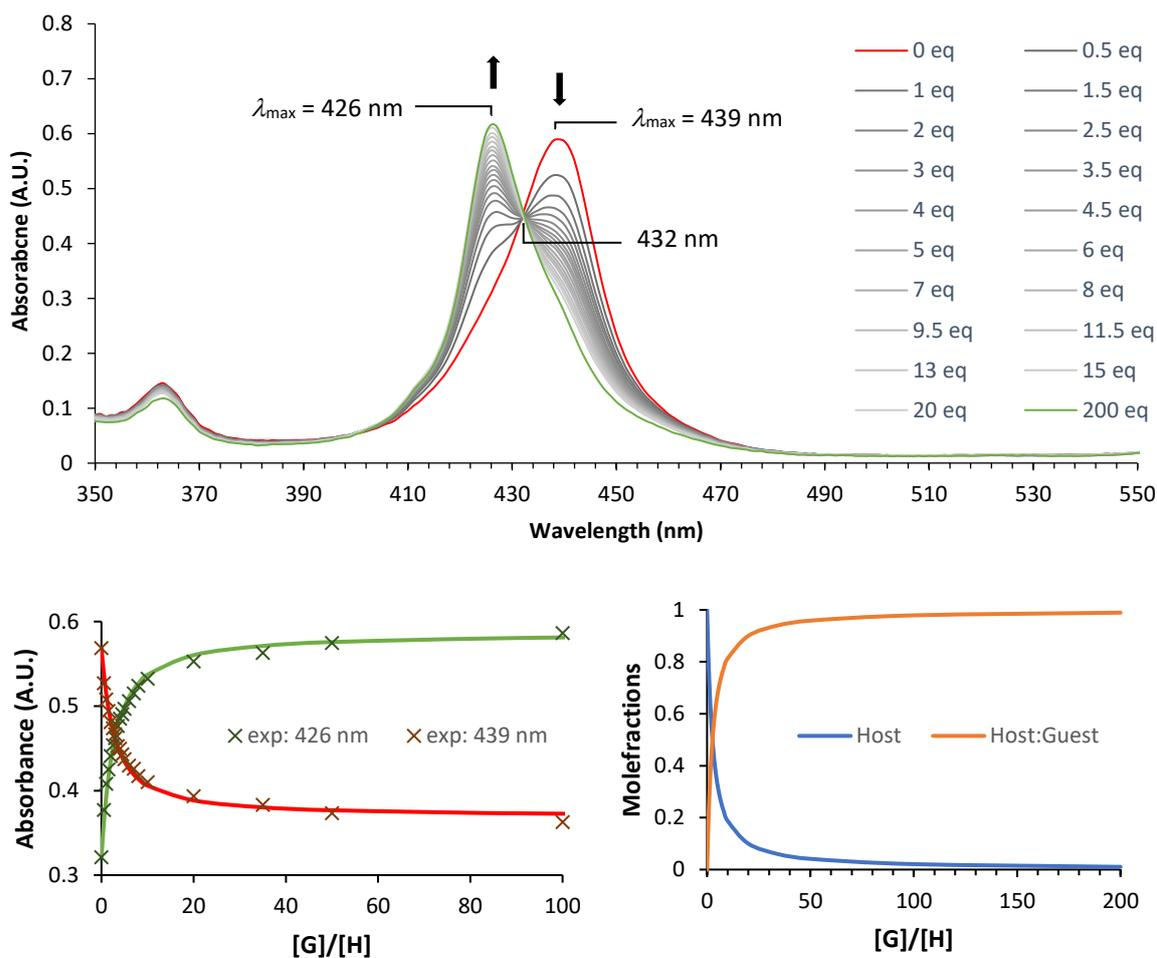 0.8
0.7
0.6
0.5
0.4
0.3
0.2
0.1
0
Absorabcne (A.U.)
λmax = 426 nm
λmax = 439 nm
432 nm
0 eq 0.5 eq
1 eq 1.5 eq
2 eq 2.5 eq
3 eq 3.5 eq
4 eq 4.5 eq
5 eq 6 eq
7 eq 8 eq
9.5 eq 11.5 eq
13 eq 15 eq
20 eq 200 eq
350 370 390 410 430 450 470 490 510 530 550
Wavelength (nm)
0.6
0.5
0.4
0.3
Absorbance (A.U.)
exp: 426 nm exp: 439 nm
0 20 40 60 80 100
[G]/[H]
1
0.8
0.6
0.4
0.2
0
Molefractions
Host Host:Guest
0 50 100 150 200
[G]/[H]